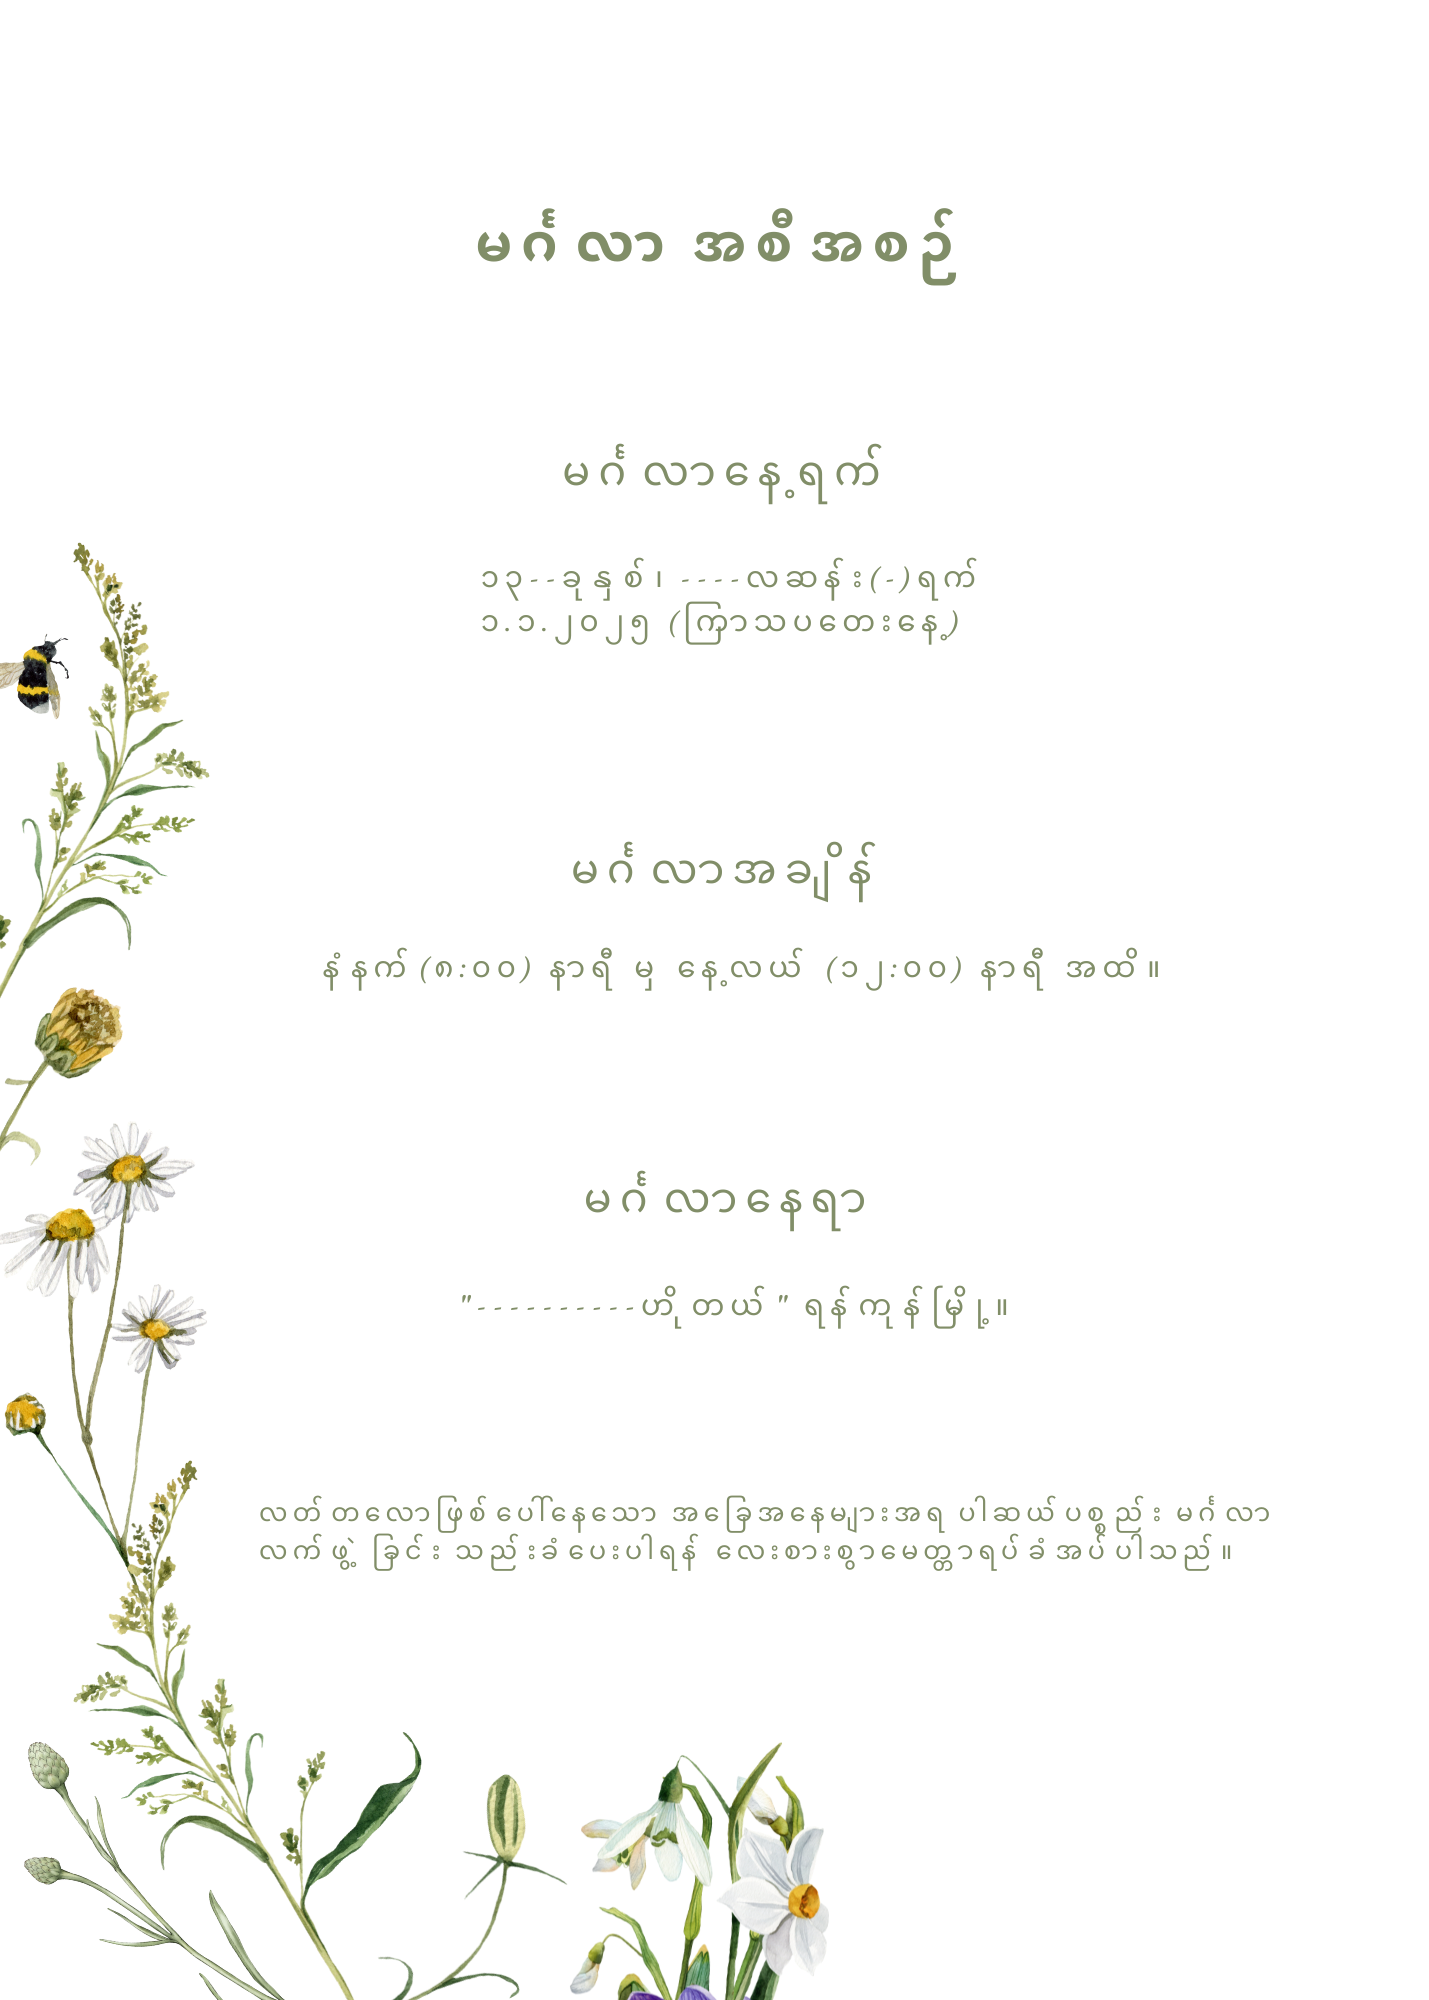 မင်္ဂလာ အစီအစဉ်
မင်္ဂလာနေ့ရက်
၁၃--ခုနှစ်၊ ----လဆန်း(-)ရက်
၁.၁.၂၀၂၅ (ကြာသပတေးနေ့)
မင်္ဂလာအချိန်
နံနက်(၈:၀၀) နာရီ မှ နေ့လယ် (၁၂:၀၀) နာရီ အထိ။
မင်္ဂလာနေရာ
"----------ဟိုတယ်" ရန်ကုန်မြို့။
လတ်တလောဖြစ်ပေါ်နေသော အခြေအနေများအရ ပါဆယ်ပစ္စည်း မင်္ဂလာ
လက်ဖွဲ့ ခြင်း သည်းခံပေးပါရန် လေးစားစွာမေတ္တာရပ်ခံအပ်ပါသည်။